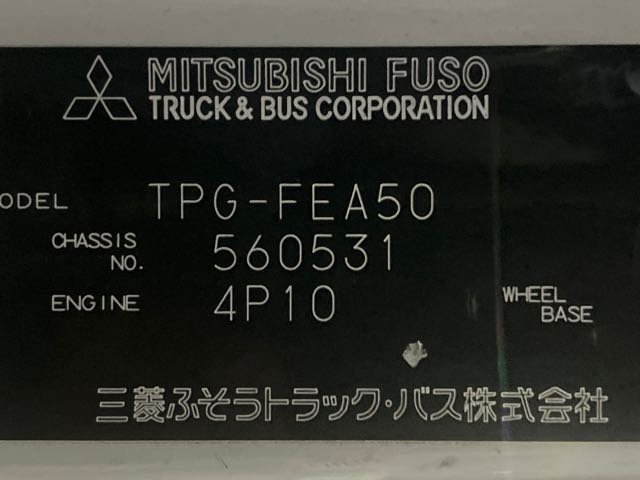 MITSUBISHI FUSO
TRUCK & BUS CORPORATION
ODEL TPG-FEA50
CHASSIS NO. 560531
ENGINE 4P10 WHEEL BASE
三菱ふそうトラック・バス株式会社